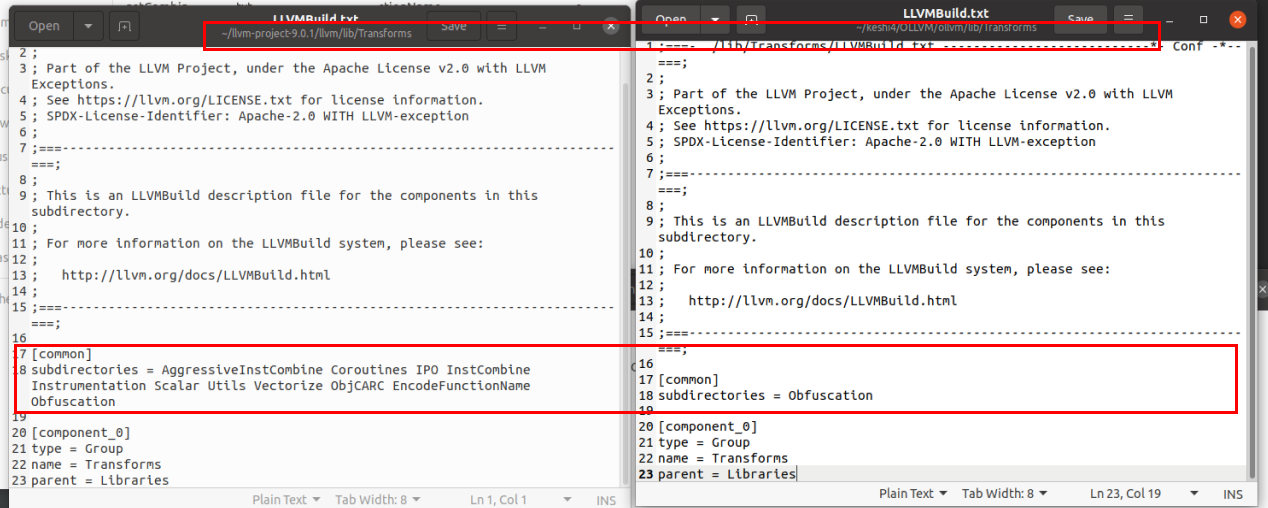 Open
LLVMBuild.txt
~/llvm-project-9.0.1/llvm/lib/Transforms
Save
2 ;
3 ; Part of the LLVM Project, under the Apache License v2.0 with LLVM
Exceptions.
4 ; See https://llvm.org/LICENSE.txt for license information.
5 ; SPDX-License-Identifier: Apache-2.0 WITH LLVM-exception
6 ;
7 ;===------------------------------------------------------------------------
===;
8 ;
9 ; This is an LLVMBuild description file for the components in this
subdirectory.
10 ;
11 ; For more information on the LLVMBuild system, please see:
12 ;
13 ;   http://llvm.org/docs/LLVMBuild.html
14 ;
15 ;===------------------------------------------------------------------------
===;
16
17 [common]
18 subdirectories = AggressiveInstCombine Coroutines IPO InstCombine
Instrumentation Scalar Utils Vectorize ObjCARC EncodeFunctionName
Obfuscation
19
20 [component_0]
21 type = Group
22 name = Transforms
23 parent = Libraries
Plain Text
Tab Width: 8
Ln 1, Col 1
INS
Open
LLVMBuild.txt
~/keshi4/OLLVM/ollvm/lib/Transforms
Save
1 ;===- ./lib/Transforms/LLVMBuild.txt ---------------------------*- Conf -*--
===;
2 ;
3 ; Part of the LLVM Project, under the Apache License v2.0 with LLVM
Exceptions.
4 ; See https://llvm.org/LICENSE.txt for license information.
5 ; SPDX-License-Identifier: Apache-2.0 WITH LLVM-exception
6 ;
7 ;===------------------------------------------------------------------------
===;
8 ;
9 ; This is an LLVMBuild description file for the components in this
subdirectory.
10 ;
11 ; For more information on the LLVMBuild system, please see:
12 ;
13 ;   http://llvm.org/docs/LLVMBuild.html
14 ;
15 ;===------------------------------------------------------------------------
===;
16
17 [common]
18 subdirectories = Obfuscation
19
20 [component_0]
21 type = Group
22 name = Transforms
23 parent = Libraries
Plain Text
Tab Width: 8
Ln 23, Col 19
INS